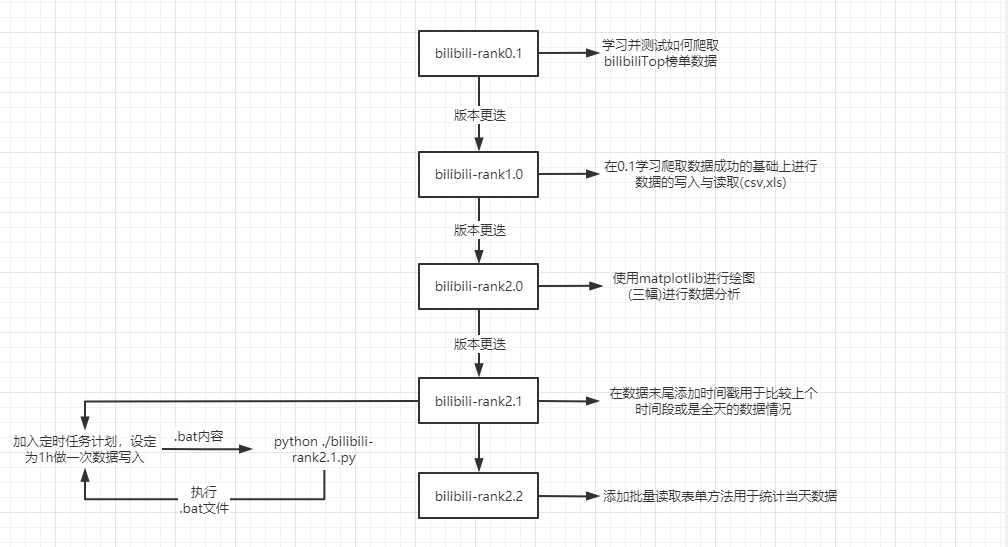 bilibili-rank0.1
学习并测试如何爬取
bilibiliTop榜单数据
版本更迭
bilibili-rank1.0
在0.1学习爬取数据成功的基础上进行
数据的写入与读取(csv,xls)
版本更迭
bilibili-rank2.0
使用matplotlib进行绘图
(三幅)进行数据分析
版本更迭
bilibili-rank2.1
在数据末尾添加时间戳用于比较上个
时间段或是全天的数据情况
加入定时任务计划，设定
为1h做一次数据写入
.bat内容
python ./bilibili-
rank2.1.py
执行
.bat文件
bilibili-rank2.2
添加批量读取表单方法用于统计当天数据